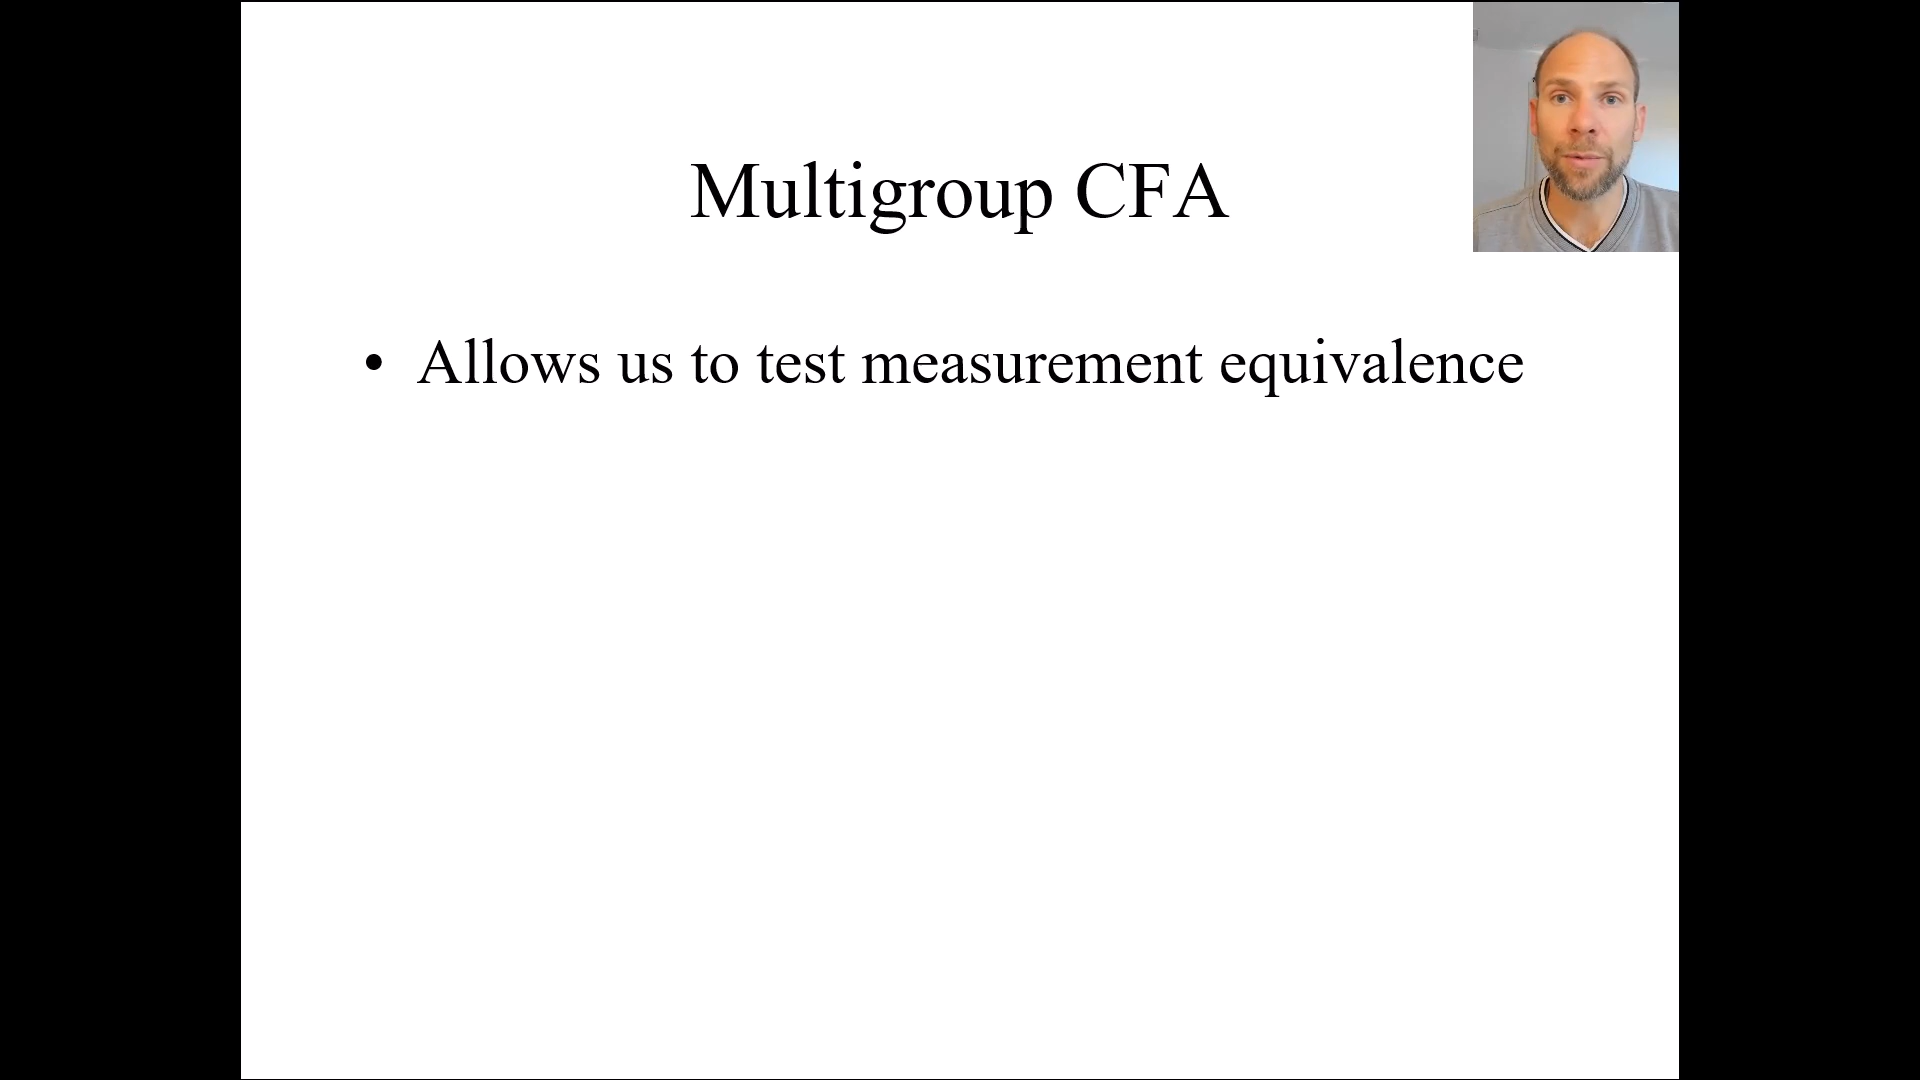 Multigroup CFA
• Allows us to test measurement equivalence